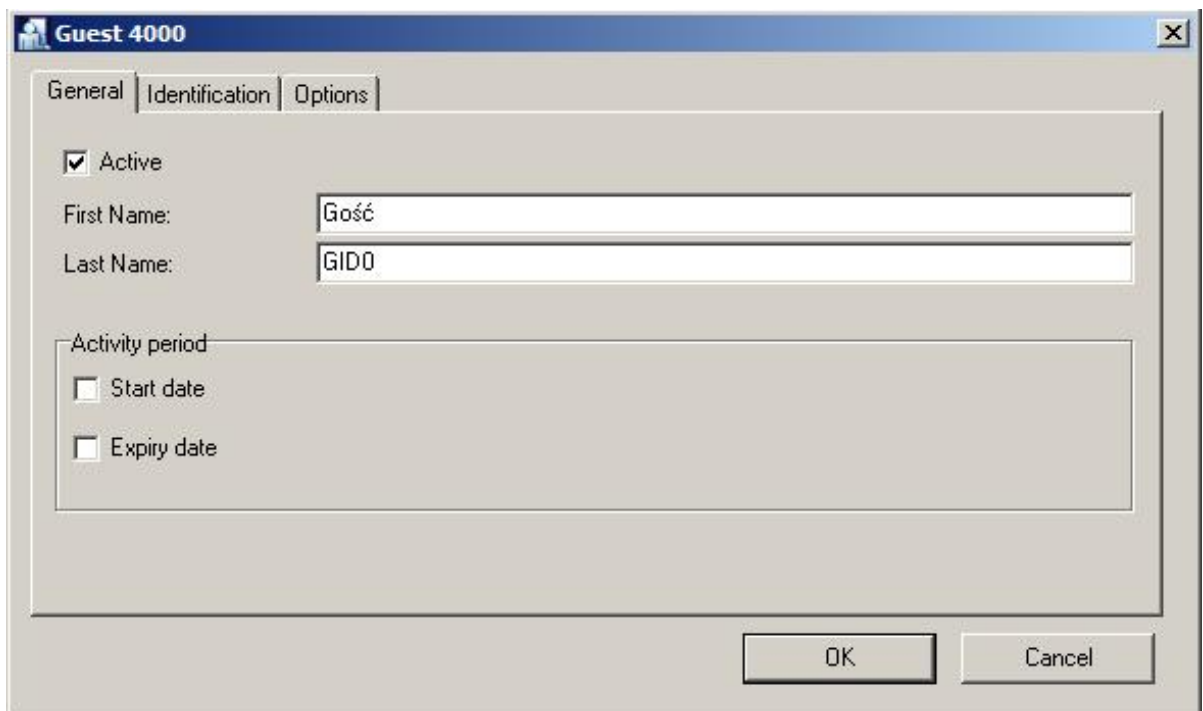 Guest 4000
General Identification Options
Active
First Name: Gość
Last Name: GID0
Activity period
Start date
Expiry date
OK Cancel